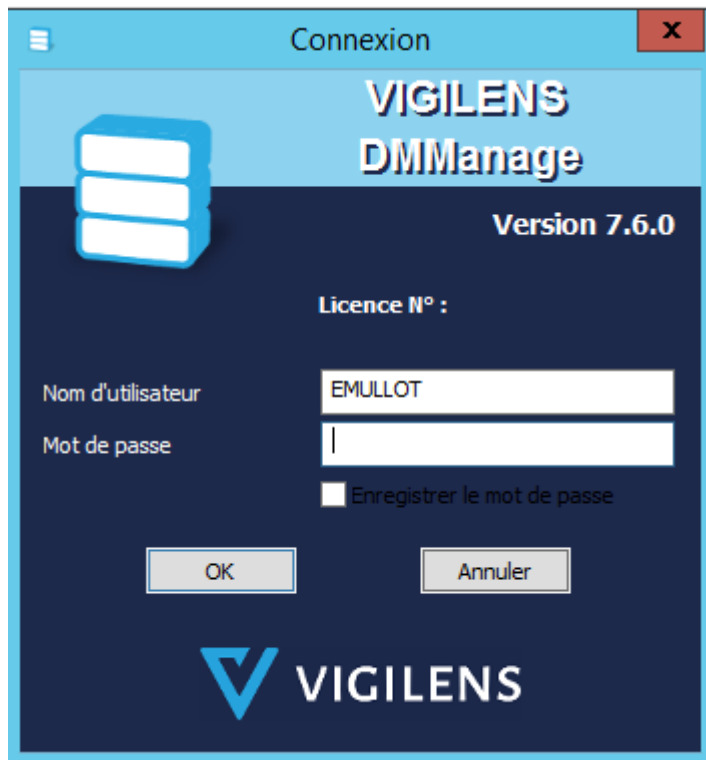 Connexion
x
VIGILENS
DMManage
Version 7.6.0
Licence N° :
Nom d'utilisateur
EMULLOT
Mot de passe
Enregistrer le mot de passe
OK
Annuler
VIGILENS